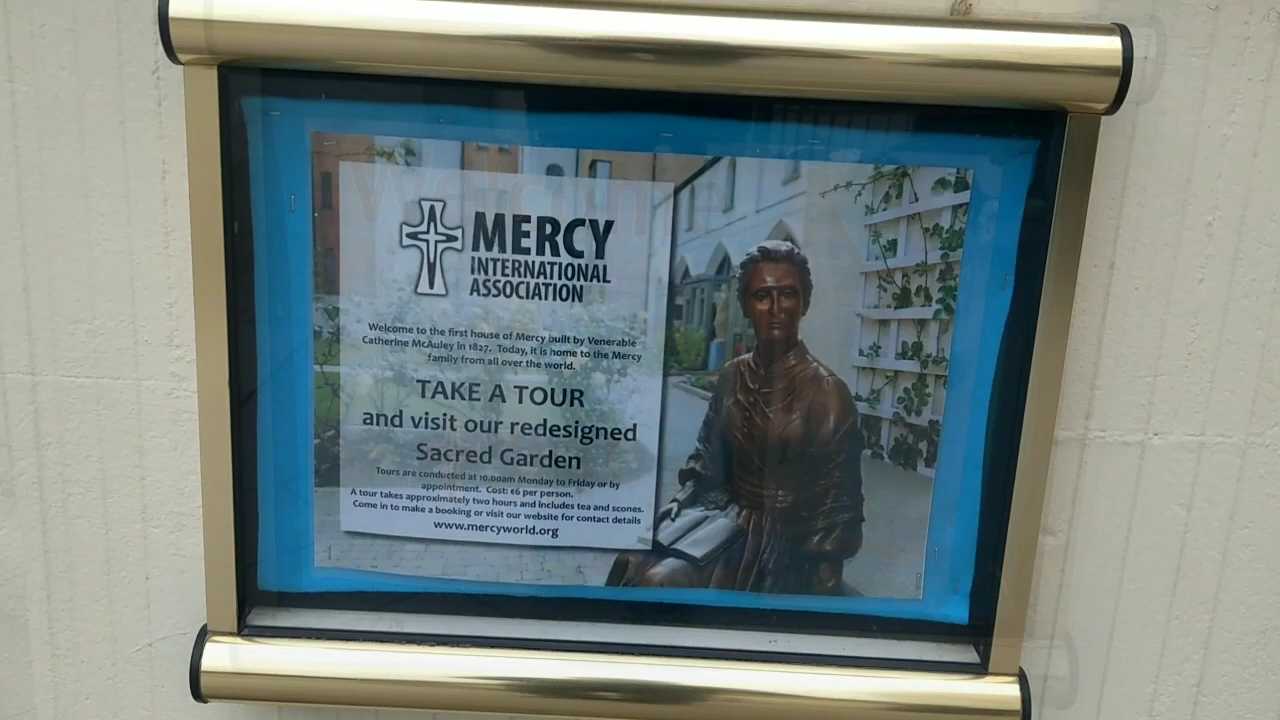 MERCY
INTERNATIONAL
ASSOCIATION
Welcome to the first house of Mercy built by Venerable
Catherine McAuley in 1827. Today, it is home to the Mercy
family from all over the world.
TAKE A TOUR
and visit our redesigned
Sacred Garden
Tours are conducted at 10.00am Monday to Friday or by
appointment. Cost: €6 per person.
A tour takes approximately two hours and includes tea and scones.
Come in to make a booking or visit our website for contact details
www.mercyworld.org